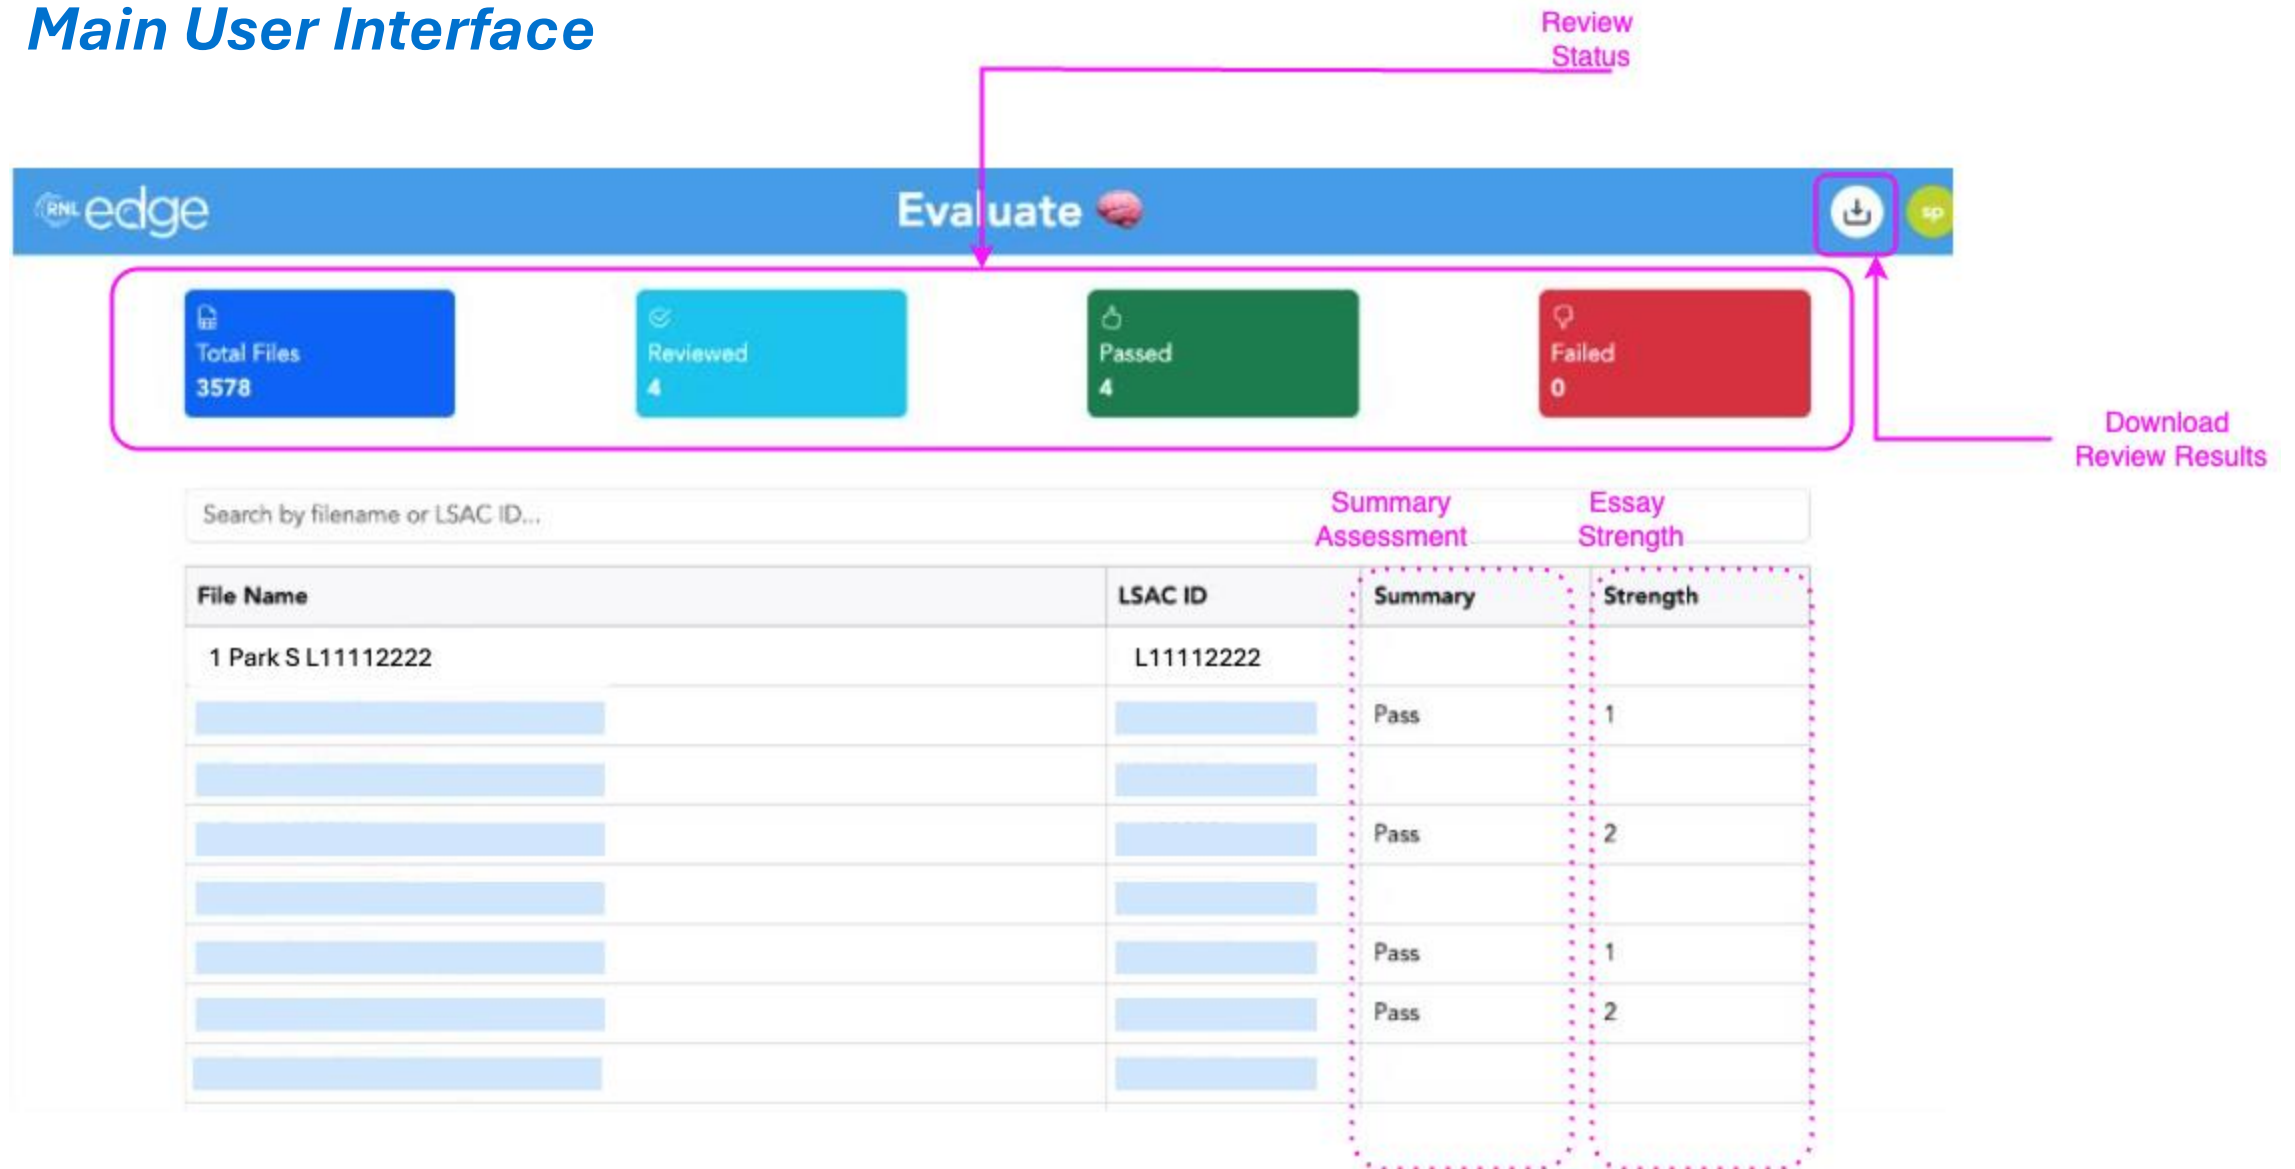 Main User Interface
Review
Status
RNL edge
Evaluate
sp
Total Files
3578
Reviewed
4
Passed
4
Failed
0
Download
Review Results
Search by filename or LSAC ID...
Summary
Assessment
Essay
Strength
File Name LSAC ID Summary Strength
1 Park S L11112222 L11112222
Pass 1
Pass 2
Pass 1
Pass 2